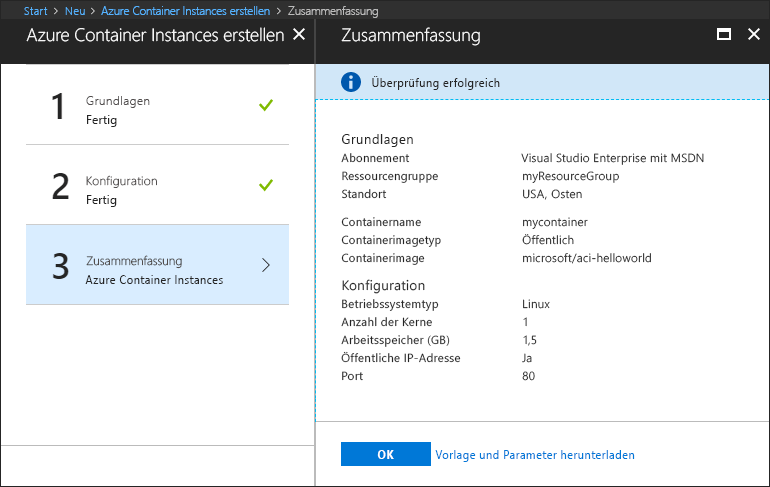 Start > Neu > Azure Container Instances erstellen > Zusammenfassung
Azure Container Instances erstellen
Zusammenfassung
1
Grundlagen
Fertig
2
Konfiguration
Fertig
3
Zusammenfassung
Azure Container Instances
Überprüfung erfolgreich
Grundlagen
Abonnement Visual Studio Enterprise mit MSDN
Ressourcengruppe myResourceGroup
Standort USA, Osten
Containername mycontainer
Containerimagetyp Öffentlich
Containerimage microsoft/aci-helloworld
Konfiguration
Betriebssystemtyp Linux
Anzahl der Kerne 1
Arbeitsspeicher (GB) 1,5
Öffentliche IP-Adresse Ja
Port 80
OK Vorlage und Parameter herunterladen